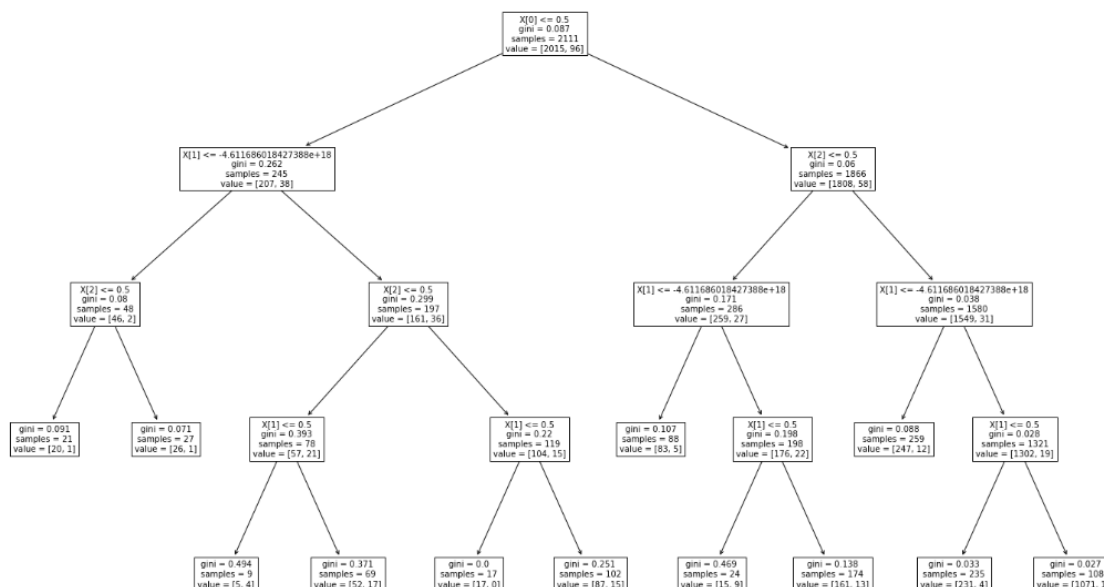 X[0] <= 0.5
gini = 0.087
samples = 2111
value = [2015, 96]
X[1] <= -4.611686018427388e+18
gini = 0.262
samples = 245
value = [207, 38]
X[2] <= 0.5
gini = 0.06
samples = 1866
value = [1808, 58]
X[2] <= 0.5
gini = 0.08
samples = 48
value = [46, 2]
X[2] <= 0.5
gini = 0.299
samples = 197
value = [161, 36]
X[1] <= -4.611686018427388e+18
gini = 0.171
samples = 286
value = [259, 27]
X[1] <= -4.611686018427388e+18
gini = 0.038
samples = 1580
value = [1549, 31]
gini = 0.091
samples = 21
value = [20, 1]
gini = 0.071
samples = 27
value = [26, 1]
X[1] <= 0.5
gini = 0.393
samples = 78
value = [57, 21]
X[1] <= 0.5
gini = 0.22
samples = 119
value = [104, 15]
gini = 0.107
samples = 88
value = [83, 5]
X[1] <= 0.5
gini = 0.198
samples = 198
value = [176, 22]
gini = 0.088
samples = 259
value = [247, 12]
X[1] <= 0.5
gini = 0.028
samples = 1321
value = [1302, 19]
gini = 0.494
samples = 9
value = [5, 4]
gini = 0.371
samples = 69
value = [52, 17]
gini = 0.0
samples = 17
value = [17, 0]
gini = 0.251
samples = 102
value = [87, 15]
gini = 0.469
samples = 24
value = [15, 9]
gini = 0.138
samples = 174
value = [161, 13]
gini = 0.033
samples = 235
value = [231, 4]
gini = 0.027
samples = 108
value = [1071, 1